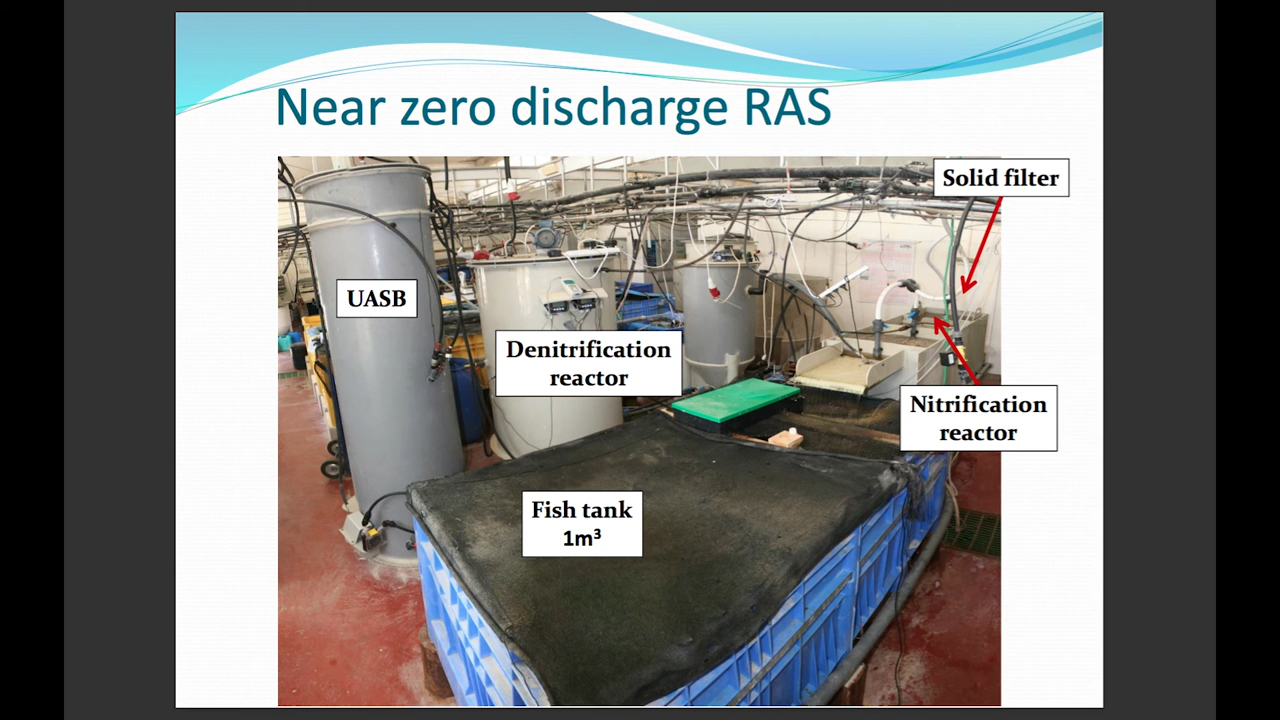 Near zero discharge RAS
Solid filter
UASB
Denitrification
reactor
Nitrification
reactor
Fish tank
1m³